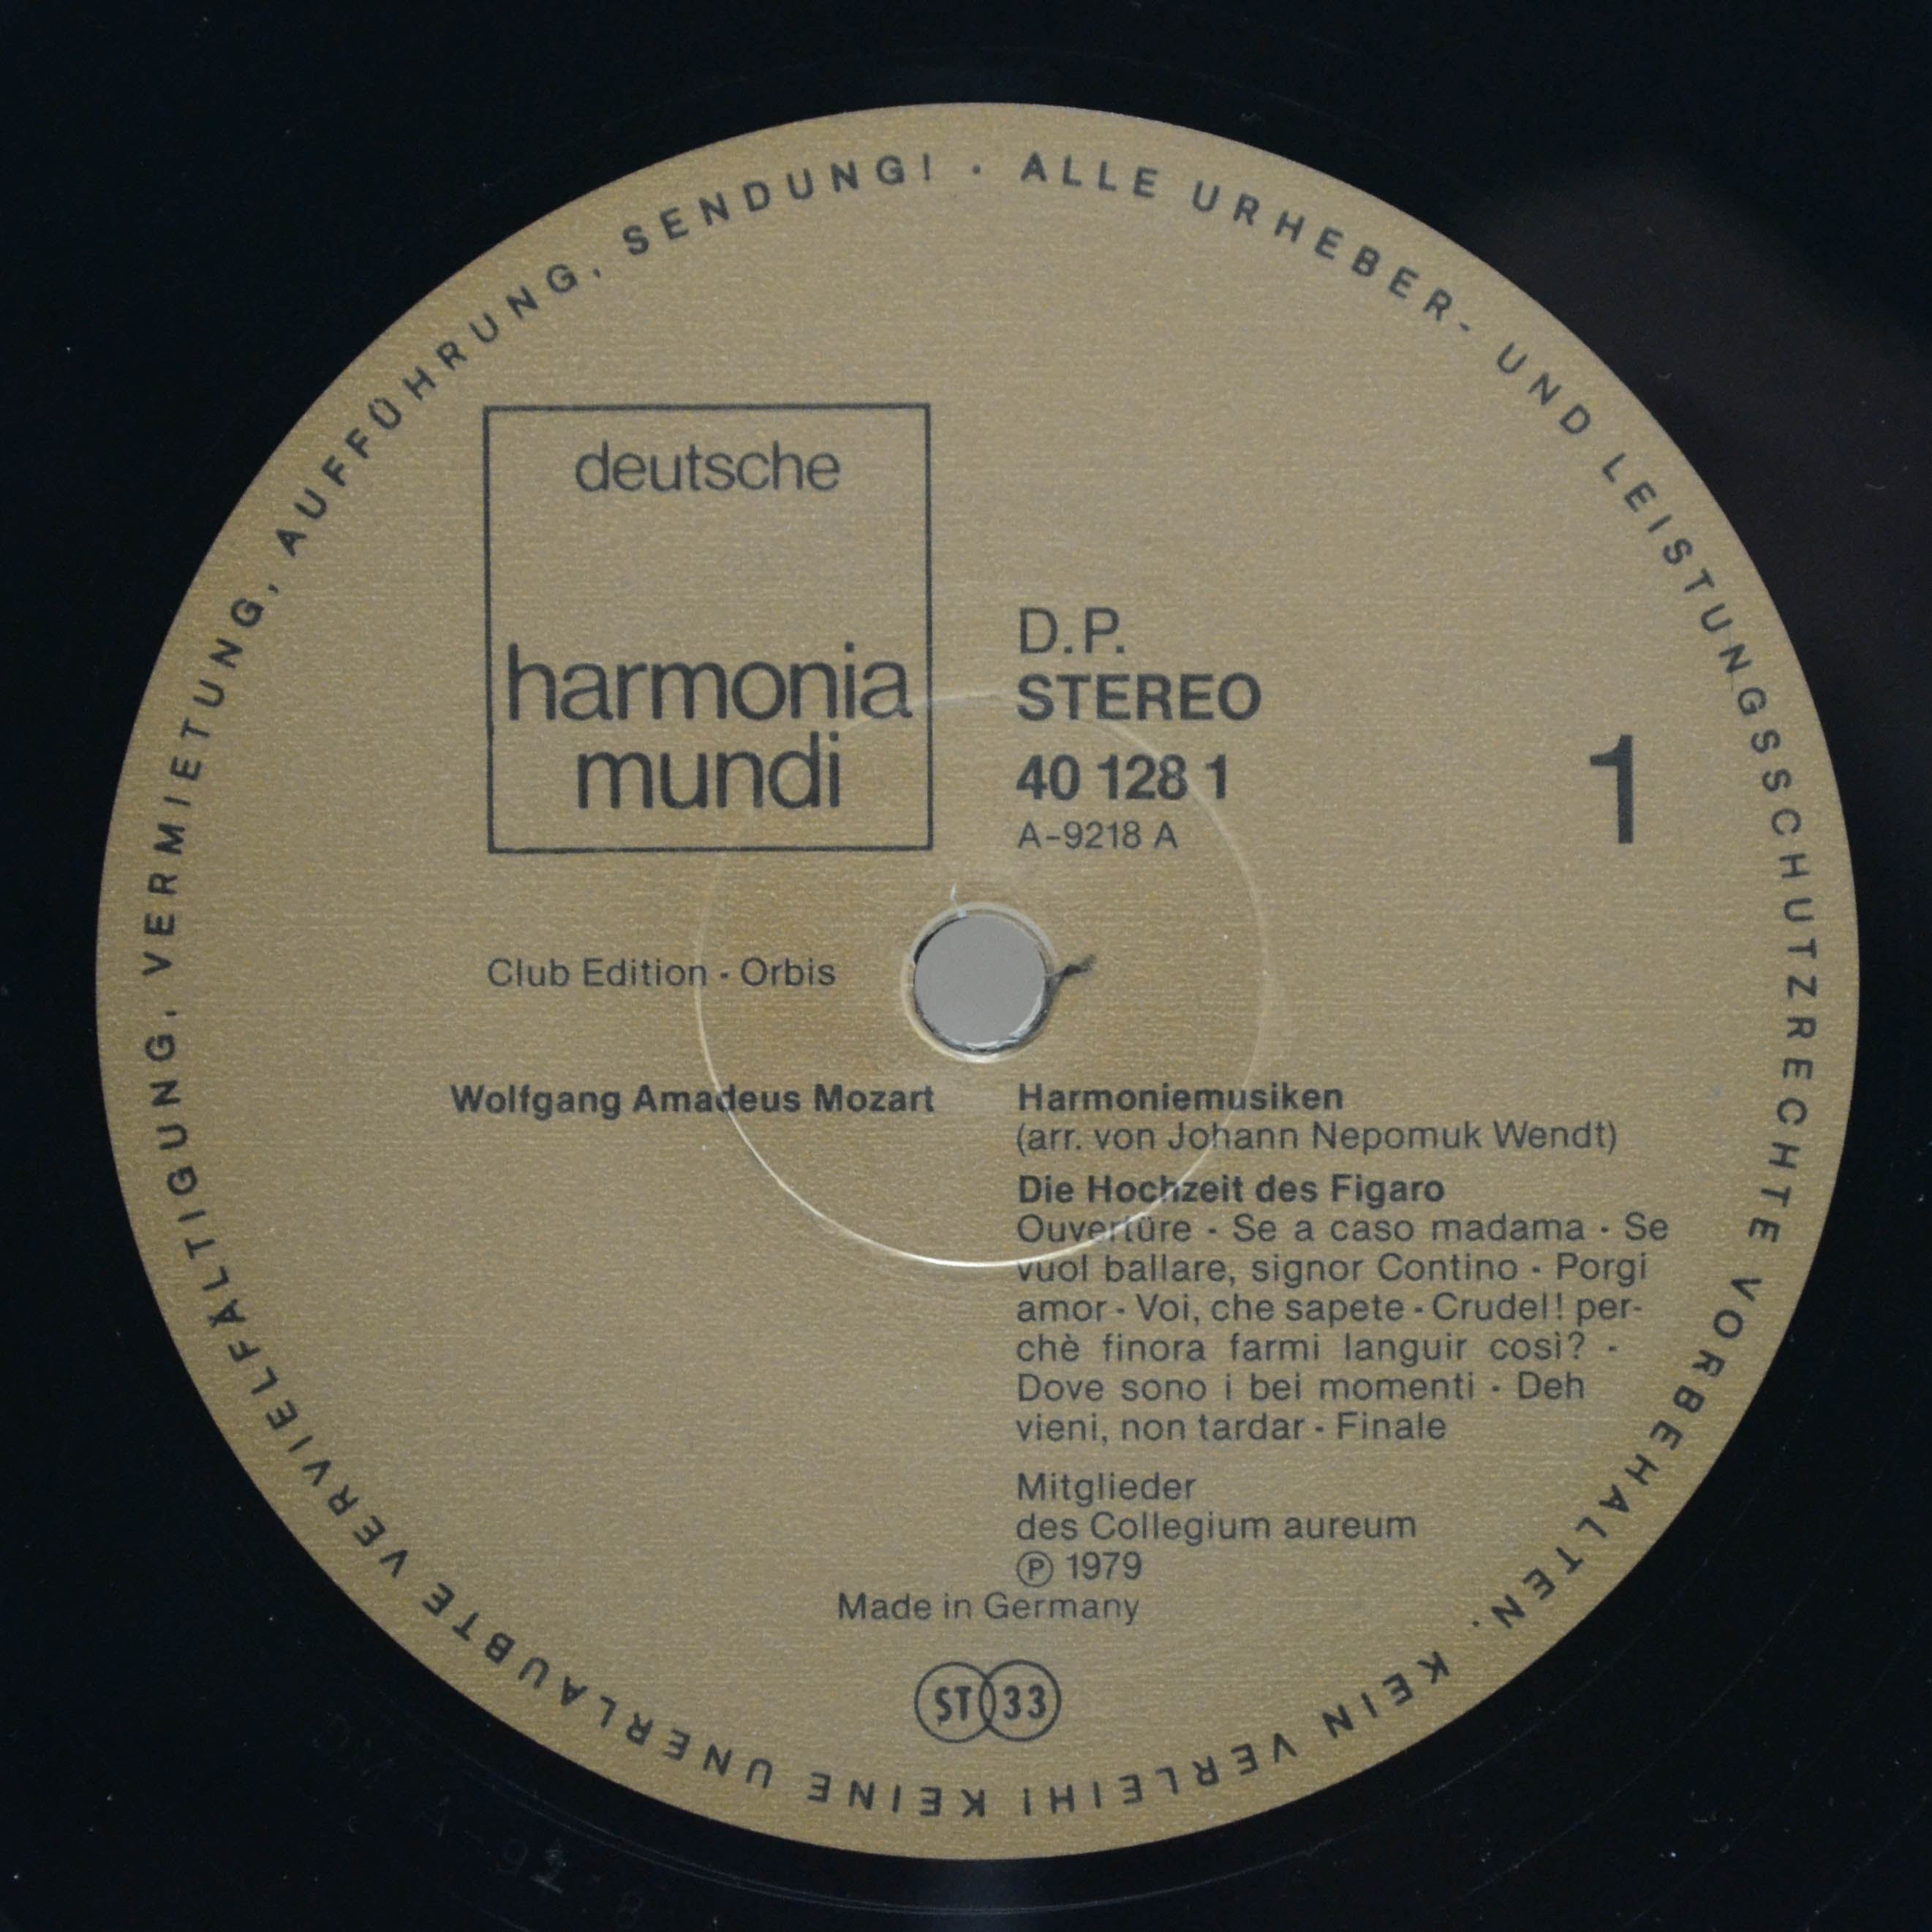 ALLE URHEBER- UND LEISTUNGSSCHUTZRECHTE VORBEHALTEN. KEIN VERLEIH! KEINE UNERLAUBTE VERVIELFÄLTIGUNG, VERMIETUNG, AUFFÜHRUNG, SENDUNG! ·
deutsche
harmonia
mundi
D.P.
STEREO
40 128 1
A-9218 A
1
Club Edition - Orbis
Wolfgang Amadeus Mozart
Harmoniemusiken
(arr. von Johann Nepomuk Wendt)
Die Hochzeit des Figaro
Ouvertüre - Se a caso madama - Se
vuol ballare, signor Contino - Porgi
amor - Voi, che sapete - Crudel! per-
chè finora farmi languir così? -
Dove sono i bei momenti - Deh
vieni, non tardar - Finale
Mitglieder
des Collegium aureum
Ⓟ 1979
Made in Germany
ST 33